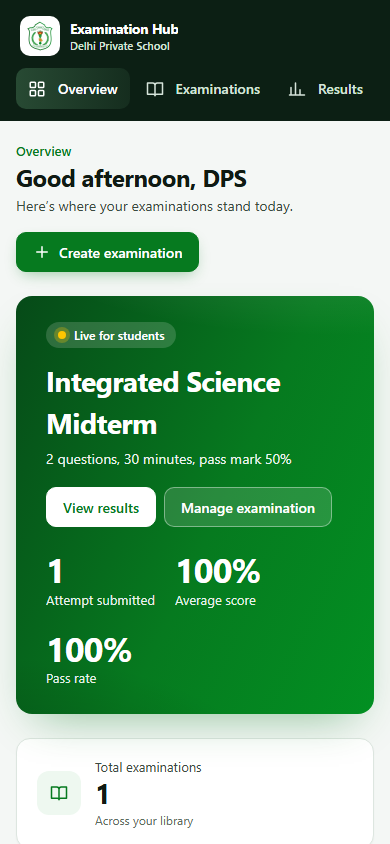 Examination Hub
Delhi Private School
Overview
Examinations
Results
Overview
Good afternoon, DPS
Here's where your examinations stand today.
Create examination
Live for students
Integrated Science
Midterm
2 questions, 30 minutes, pass mark 50%
View results
Manage examination
1
Attempt submitted
100%
Average score
100%
Pass rate
Total examinations
1
Across your library